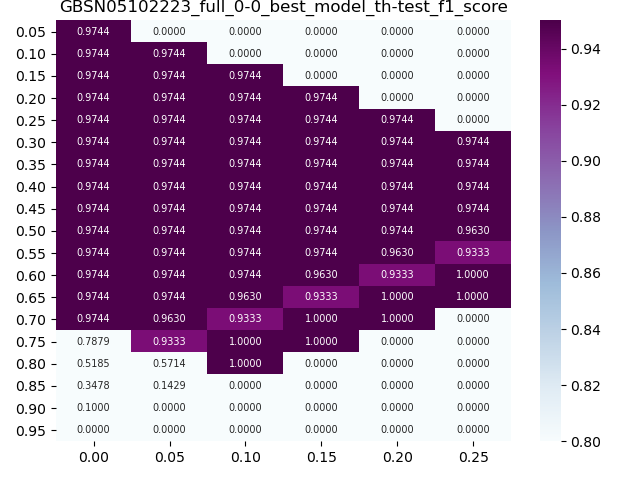 GBSN05102223_full_0-0_best_model_th-test_f1_score
0.05 0.9744 0.0000 0.0000 0.0000 0.0000 0.0000
0.10 0.9744 0.9744 0.0000 0.0000 0.0000 0.0000
0.15 0.9744 0.9744 0.9744 0.0000 0.0000 0.0000
0.20 0.9744 0.9744 0.9744 0.9744 0.0000 0.0000
0.25 0.9744 0.9744 0.9744 0.9744 0.9744 0.0000
0.30 0.9744 0.9744 0.9744 0.9744 0.9744 0.9744
0.35 0.9744 0.9744 0.9744 0.9744 0.9744 0.9744
0.40 0.9744 0.9744 0.9744 0.9744 0.9744 0.9744
0.45 0.9744 0.9744 0.9744 0.9744 0.9744 0.9744
0.50 0.9744 0.9744 0.9744 0.9744 0.9744 0.9630
0.55 0.9744 0.9744 0.9744 0.9744 0.9630 0.9333
0.60 0.9744 0.9744 0.9744 0.9630 0.9333 1.0000
0.65 0.9744 0.9744 0.9630 0.9333 1.0000 1.0000
0.70 0.9744 0.9630 0.9333 1.0000 1.0000 0.0000
0.75 0.7879 0.9333 1.0000 1.0000 0.0000 0.0000
0.80 0.5185 0.5714 1.0000 0.0000 0.0000 0.0000
0.85 0.3478 0.1429 0.0000 0.0000 0.0000 0.0000
0.90 0.1000 0.0000 0.0000 0.0000 0.0000 0.0000
0.95 0.0000 0.0000 0.0000 0.0000 0.0000 0.0000
0.00 0.05 0.10 0.15 0.20 0.25
0.94
0.92
0.90
0.88
0.86
0.84
0.82
0.80